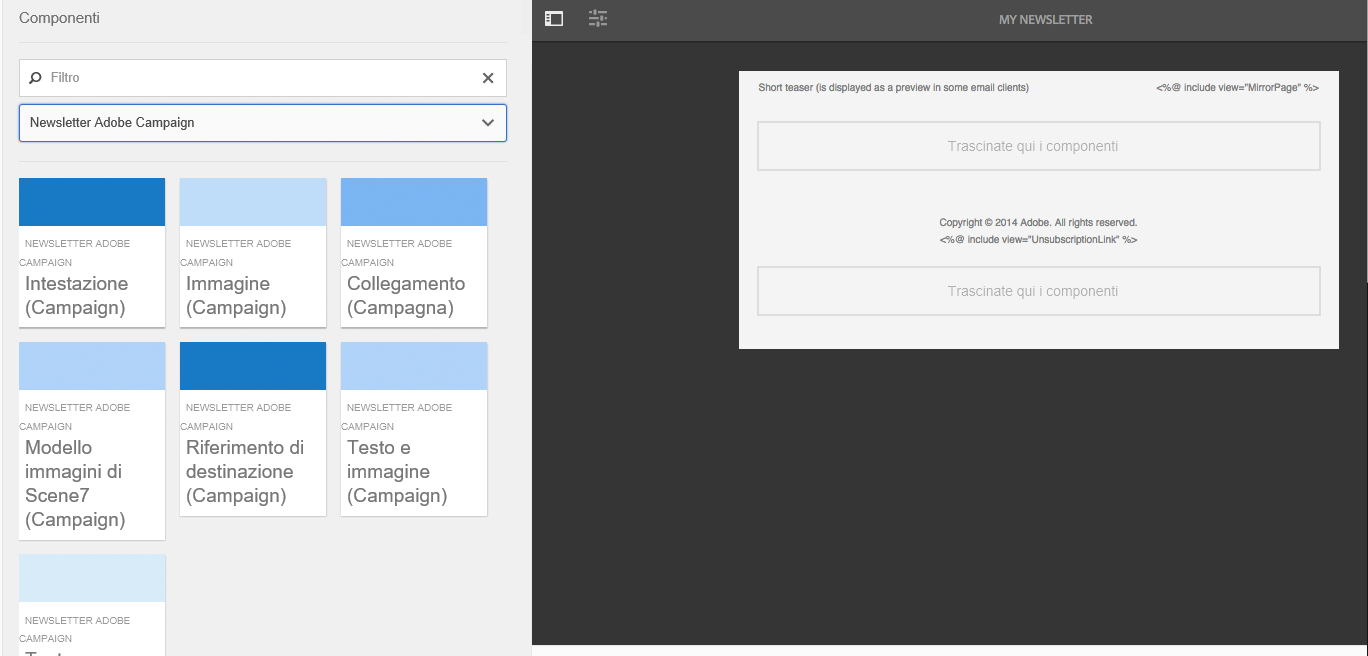 Componenti
Filtro
Newsletter Adobe Campaign
NEWSLETTER ADOBE
CAMPAIGN
Intestazione
(Campaign)
NEWSLETTER ADOBE
CAMPAIGN
Immagine
(Campaign)
NEWSLETTER ADOBE
CAMPAIGN
Collegamento
(Campagna)
NEWSLETTER ADOBE
CAMPAIGN
Modello
immagini di
Scene7
(Campaign)
NEWSLETTER ADOBE
CAMPAIGN
Riferimento di
destinazione
(Campaign)
NEWSLETTER ADOBE
CAMPAIGN
Testo e
immagine
(Campaign)
NEWSLETTER ADOBE
CAMPAIGN
MY NEWSLETTER
Short teaser (is displayed as a preview in some email clients)
<%@ include view="MirrorPage" %>
Trascinate qui i componenti
Copyright © 2014 Adobe. All rights reserved.
<%@ include view="UnsubscriptionLink" %>
Trascinate qui i componenti